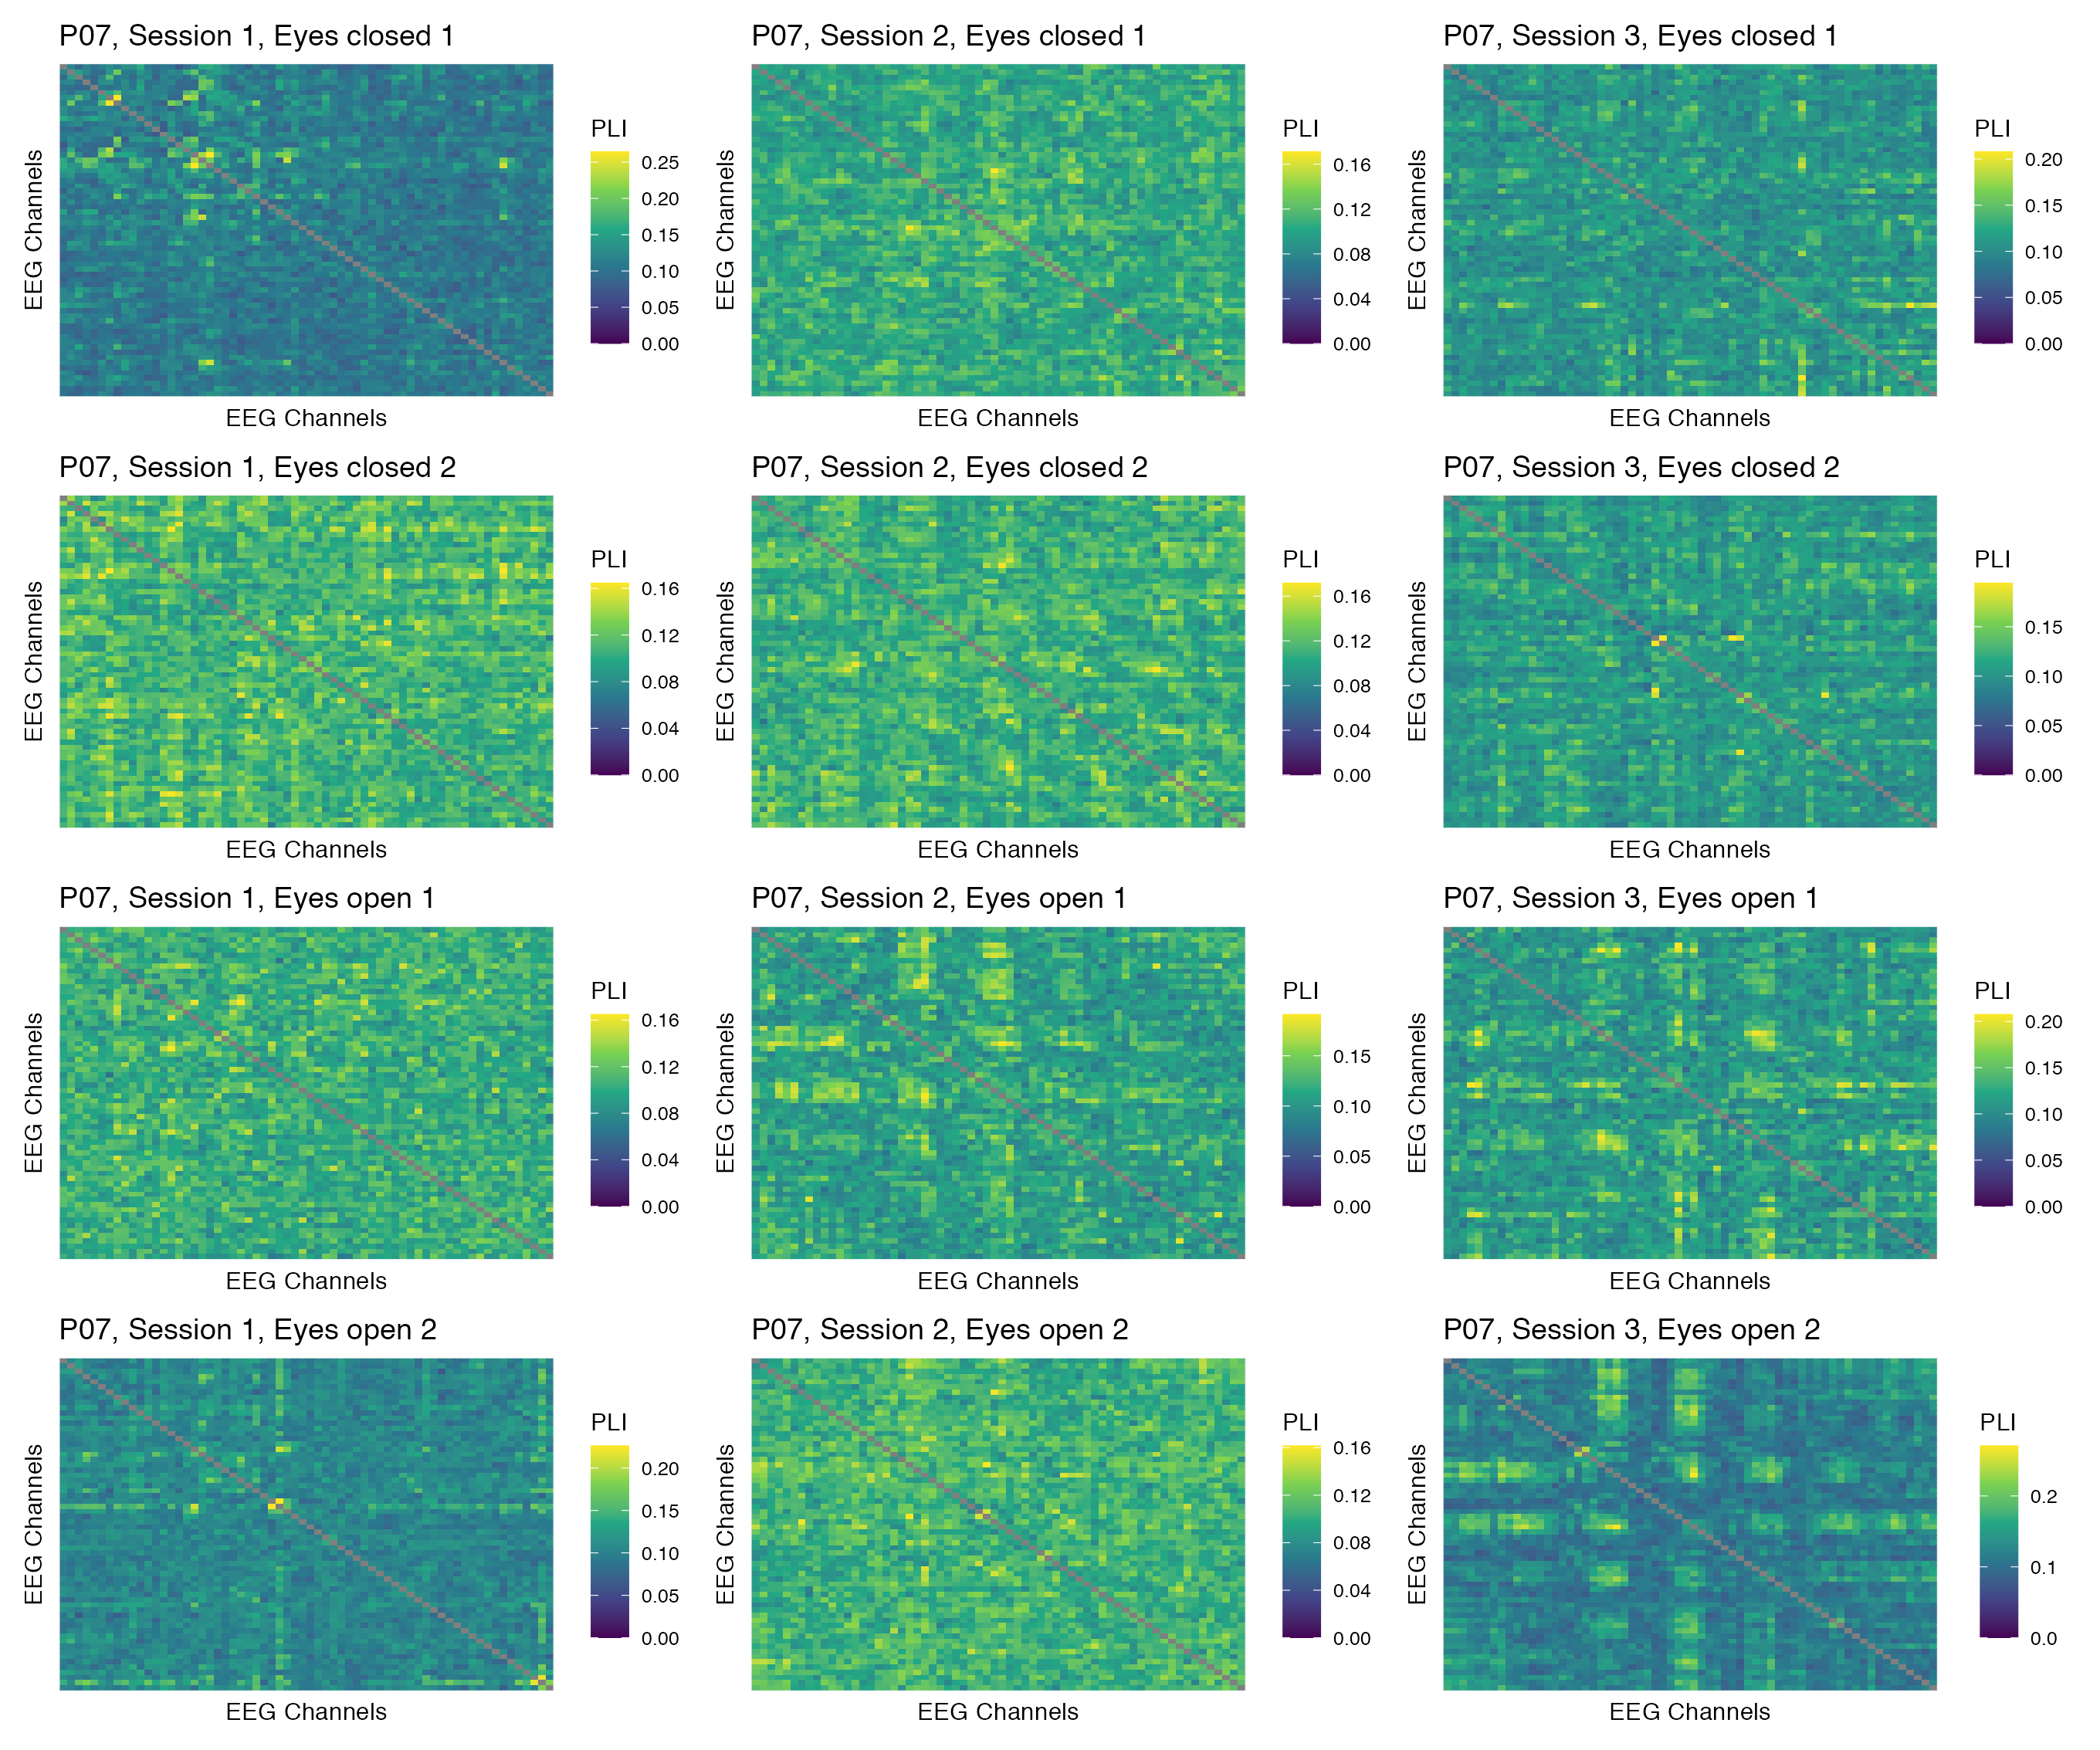 P07, Session 1, Eyes closed 1
EEG Channels
EEG Channels
PLI
0.25
0.20
0.15
0.10
0.05
0.00
P07, Session 2, Eyes closed 1
EEG Channels
EEG Channels
PLI
0.16
0.12
0.08
0.04
0.00
P07, Session 3, Eyes closed 1
EEG Channels
EEG Channels
PLI
0.20
0.15
0.10
0.05
0.00
P07, Session 1, Eyes closed 2
EEG Channels
EEG Channels
PLI
0.16
0.12
0.08
0.04
0.00
P07, Session 2, Eyes closed 2
EEG Channels
EEG Channels
PLI
0.16
0.12
0.08
0.04
0.00
P07, Session 3, Eyes closed 2
EEG Channels
EEG Channels
PLI
0.15
0.10
0.05
0.00
P07, Session 1, Eyes open 1
EEG Channels
EEG Channels
PLI
0.16
0.12
0.08
0.04
0.00
P07, Session 2, Eyes open 1
EEG Channels
EEG Channels
PLI
0.15
0.10
0.05
0.00
P07, Session 3, Eyes open 1
EEG Channels
EEG Channels
PLI
0.20
0.15
0.10
0.05
0.00
P07, Session 1, Eyes open 2
EEG Channels
EEG Channels
PLI
0.20
0.15
0.10
0.05
0.00
P07, Session 2, Eyes open 2
EEG Channels
EEG Channels
PLI
0.16
0.12
0.08
0.04
0.00
P07, Session 3, Eyes open 2
EEG Channels
EEG Channels
PLI
0.2
0.1
0.0